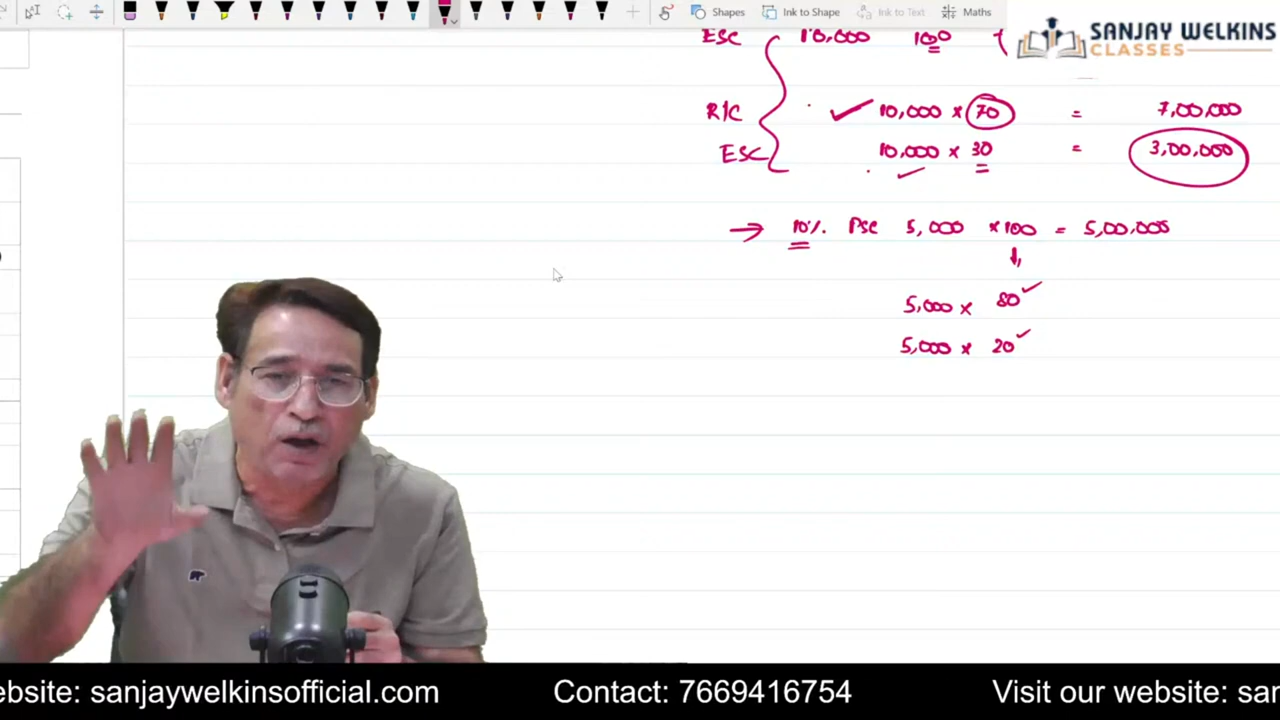 Shapes Ink to Shape Ink to Text Maths
SANJAY WELKINS
CLASSES
ESC 10,000 100 (
R/C 10,000 × 70 = 7,00,000
ESC 10,000 × 30 = 3,00,000
→ 10% PSC 5,000 ×100 = 5,00,000
5,000 × 80
5,000 × 20
ebsite: sanjaywelkinsofficial.com Contact: 7669416754 Visit our website: sar